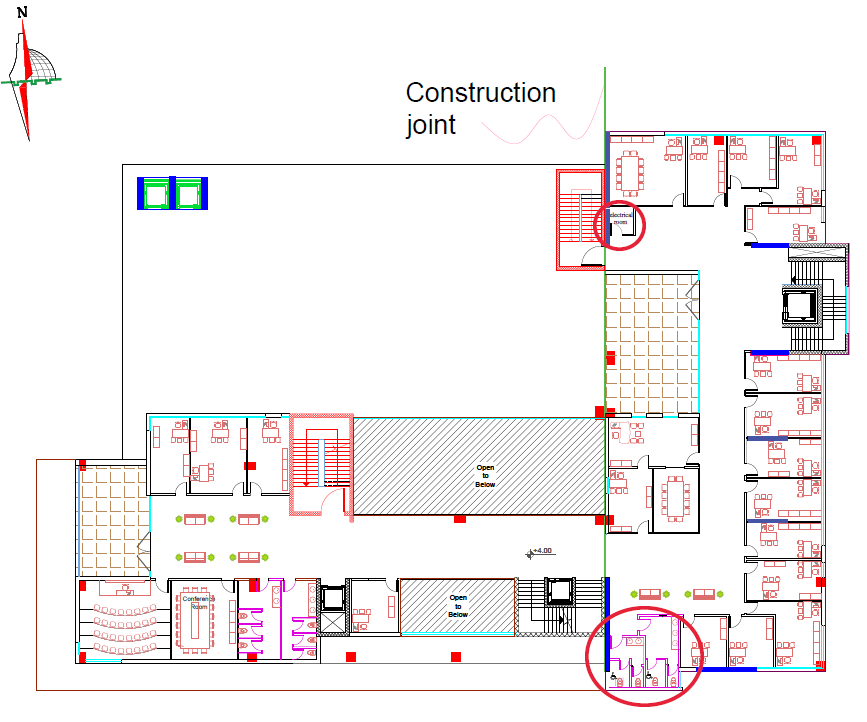 N
Construction
joint
electrical
room
Open
to
Below
+4.00
Conference
Room
Open
to
Below